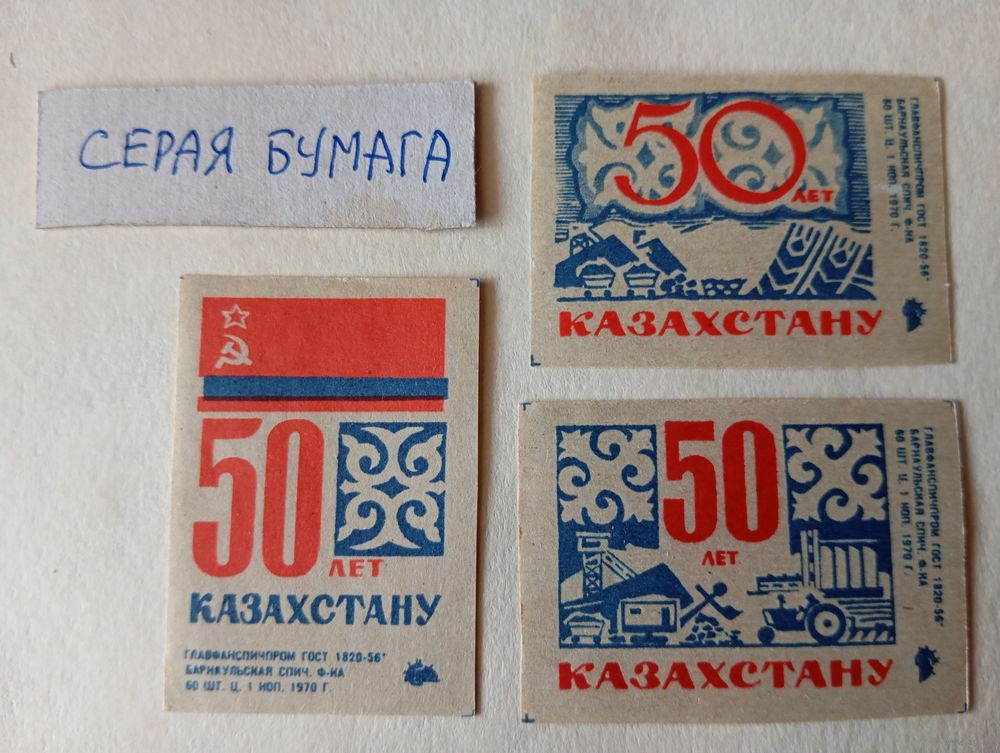 СЕРАЯ БУМАГА
50
ЛЕТ
КАЗАХСТАНУ
ГЛАВФАНСПИЧПРОМ ГОСТ 1820-56*
БАРНАУЛЬСКАЯ СПИЧ. Ф-КА
60 ШТ. Ц. 1 КОП. 1970 Г.
50
ЛЕТ
КАЗАХСТАНУ
ГЛАВФАНСПИЧПРОМ ГОСТ 1820-56*
БАРНАУЛЬСКАЯ СПИЧ. Ф-КА
60 ШТ. Ц. 1 КОП. 1970 Г.
50
ЛЕТ
КАЗАХСТАНУ
ГЛАВФАНСПИЧПРОМ ГОСТ 1820-56*
БАРНАУЛЬСКАЯ СПИЧ. Ф-КА
60 ШТ. Ц. 1 КОП. 1970 Г.